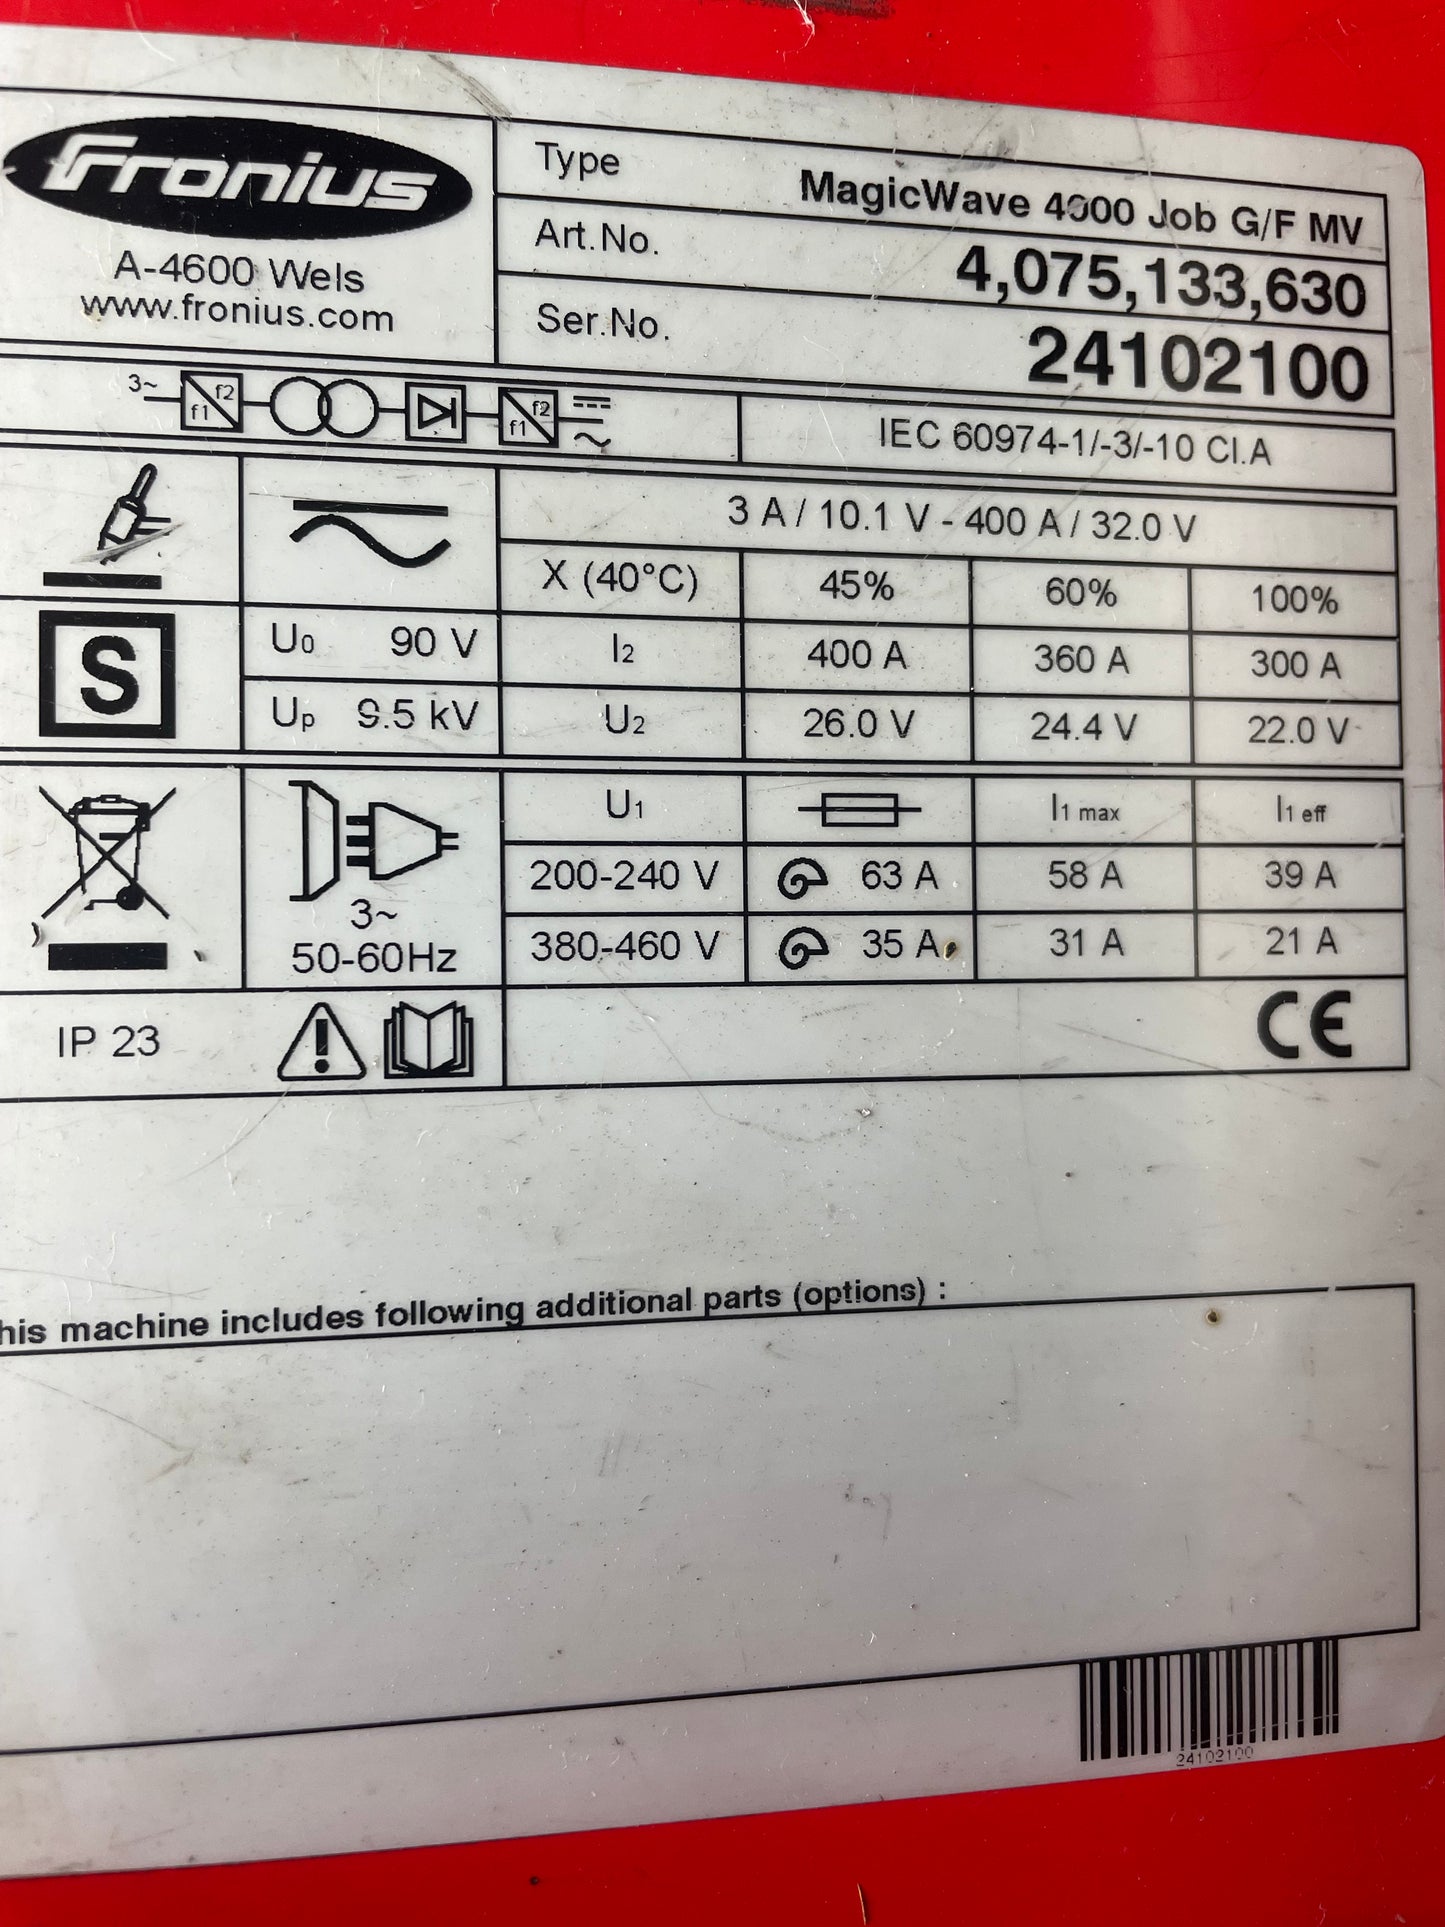 Fronius
A-4600 Wels
www.fronius.com
Type MagicWave 4000 Job G/F MV
Art.No. 4,075,133,630
Ser.No. 24102100
3~ f1 f2 f1 f2
IEC 60974-1/-3/-10 Cl.A
3 A / 10.1 V - 400 A / 32.0 V
X (40°C) 45% 60% 100%
S
U0 90 V I2 400 A 360 A 300 A
Up 9.5 kV U2 26.0 V 24.4 V 22.0 V
U1 I1 max I1 eff
200-240 V 63 A 58 A 39 A
3~
50-60Hz
380-460 V 35 A 31 A 21 A
IP 23
CE
his machine includes following additional parts (options) :
24102100